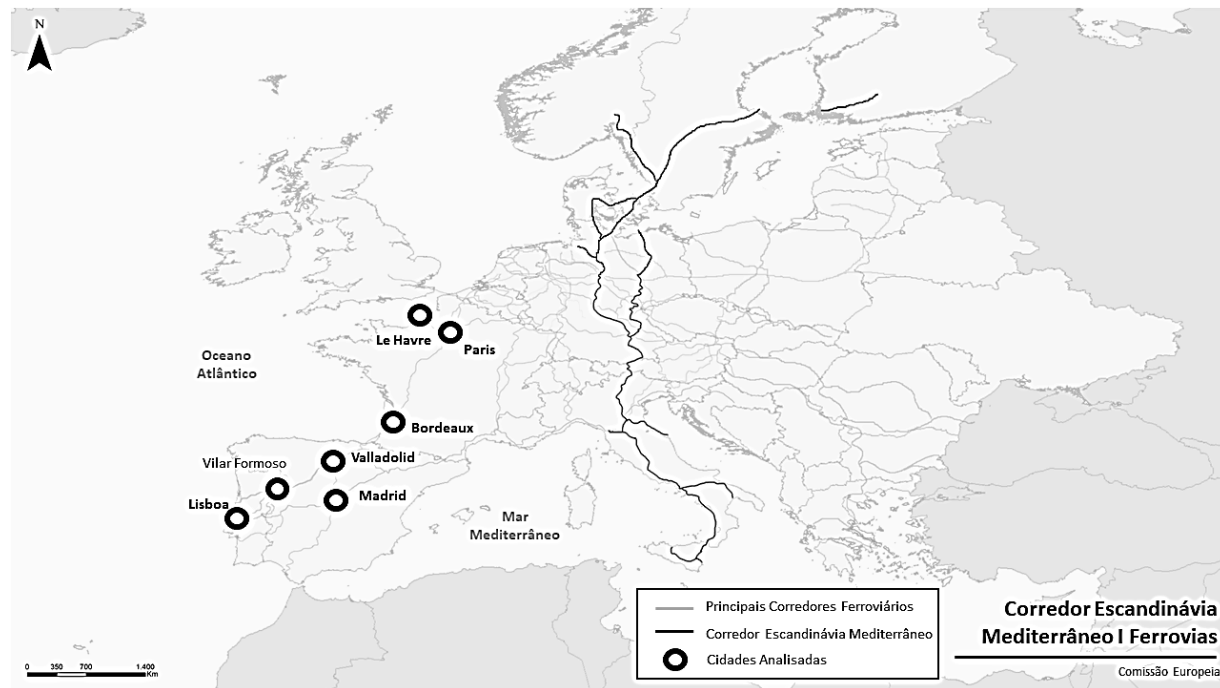 N
Oceano
Atlântico
Le Havre
Paris
Bordeaux
Valladolid
Vilar Formoso
Madrid
Lisboa
Mar
Mediterrâneo
Principais Corredores Ferroviários
Corredor Escandinávia Mediterrâneo
Cidades Analisadas
Corredor Escandinávia
Mediterrâneo I Ferrovias
Comissão Europeia
0 350 700 1.400
Km